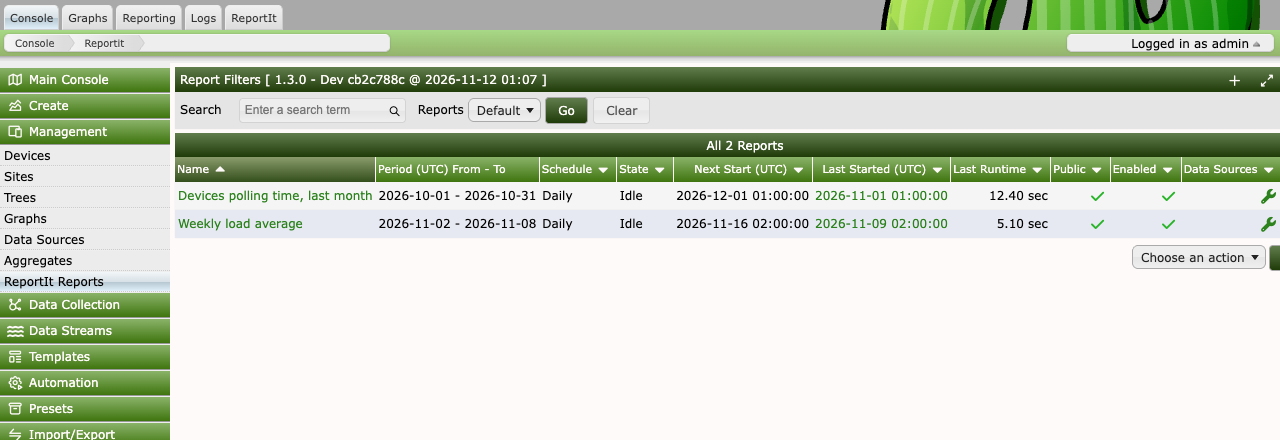 Console Graphs Reporting Logs ReportIt
Console Reportit
Logged in as admin
Main Console
Create
Management
Devices
Sites
Trees
Graphs
Data Sources
Aggregates
ReportIt Reports
Data Collection
Data Streams
Templates
Automation
Presets
Import/Export
Report Filters [ 1.3.0 - Dev cb2c788c @ 2026-11-12 01:07 ]
Search Enter a search term Reports Default Go Clear
All 2 Reports
Name Period (UTC) From - To Schedule State Next Start (UTC) Last Started (UTC) Last Runtime Public Enabled Data Sources
Devices polling time, last month 2026-10-01 - 2026-10-31 Daily Idle 2026-12-01 01:00:00 2026-11-01 01:00:00 12.40 sec
Weekly load average 2026-11-02 - 2026-11-08 Daily Idle 2026-11-16 02:00:00 2026-11-09 02:00:00 5.10 sec
Choose an action